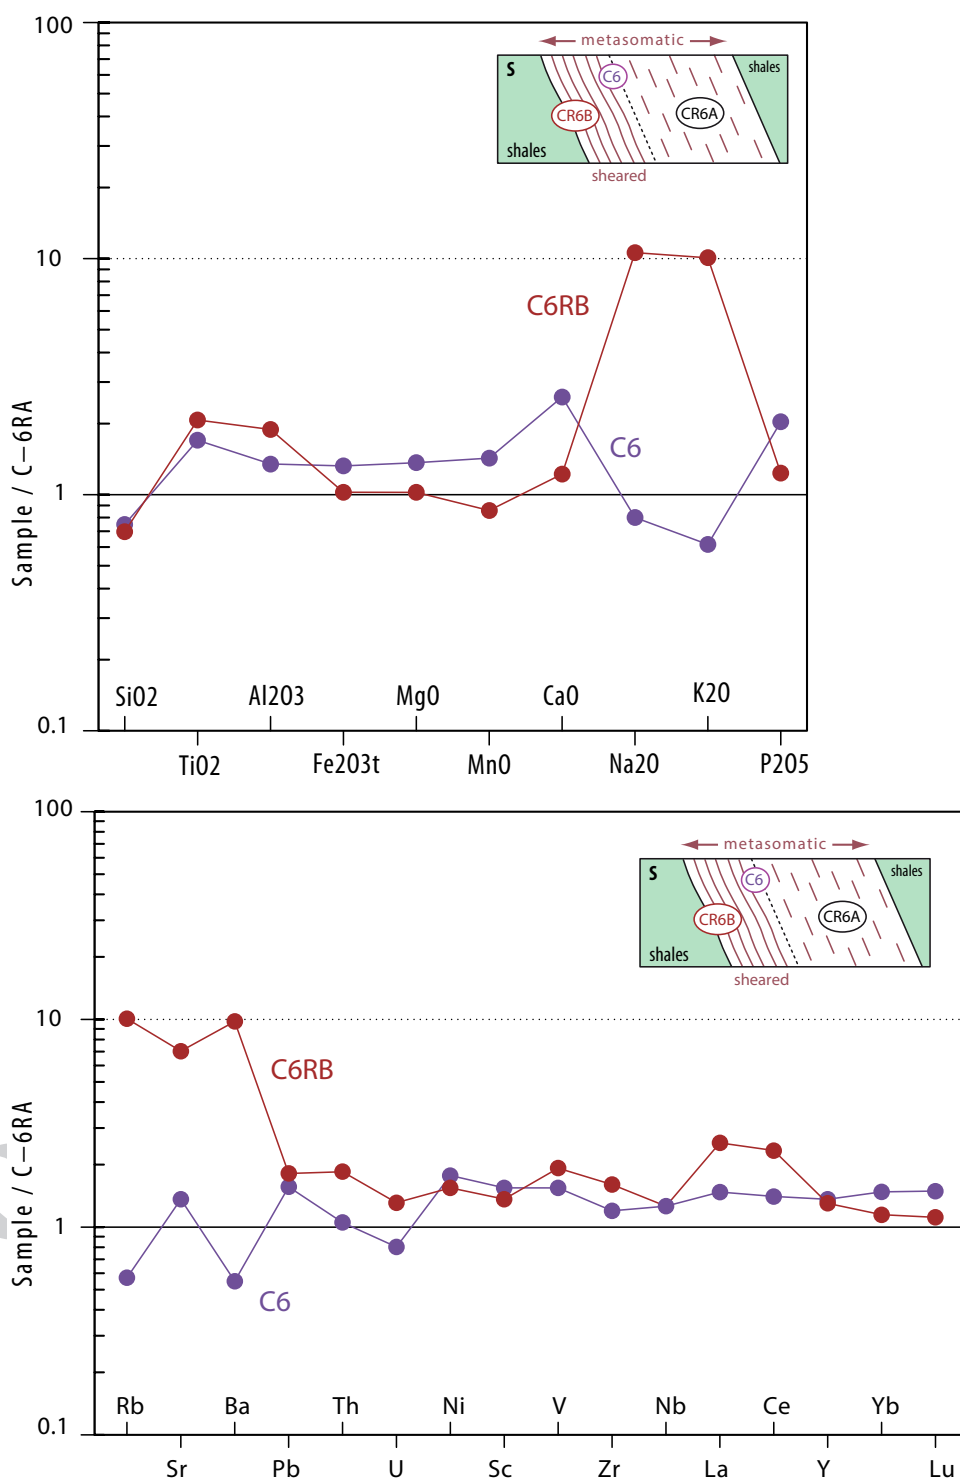 100
10
1
0.1
Sample / C–6RA
metasomatic
S
C6
shales
CR6B
CR6A
shales
sheared
C6RB
C6
SiO2
Al2O3
MgO
CaO
K2O
TiO2
Fe2O3t
MnO
Na2O
P2O5
100
10
1
0.1
Sample / C–6RA
metasomatic
S
C6
shales
CR6B
CR6A
shales
sheared
C6RB
C6
Rb
Ba
Th
Ni
V
Nb
Ce
Yb
Sr
Pb
U
Sc
Zr
La
Y
Lu